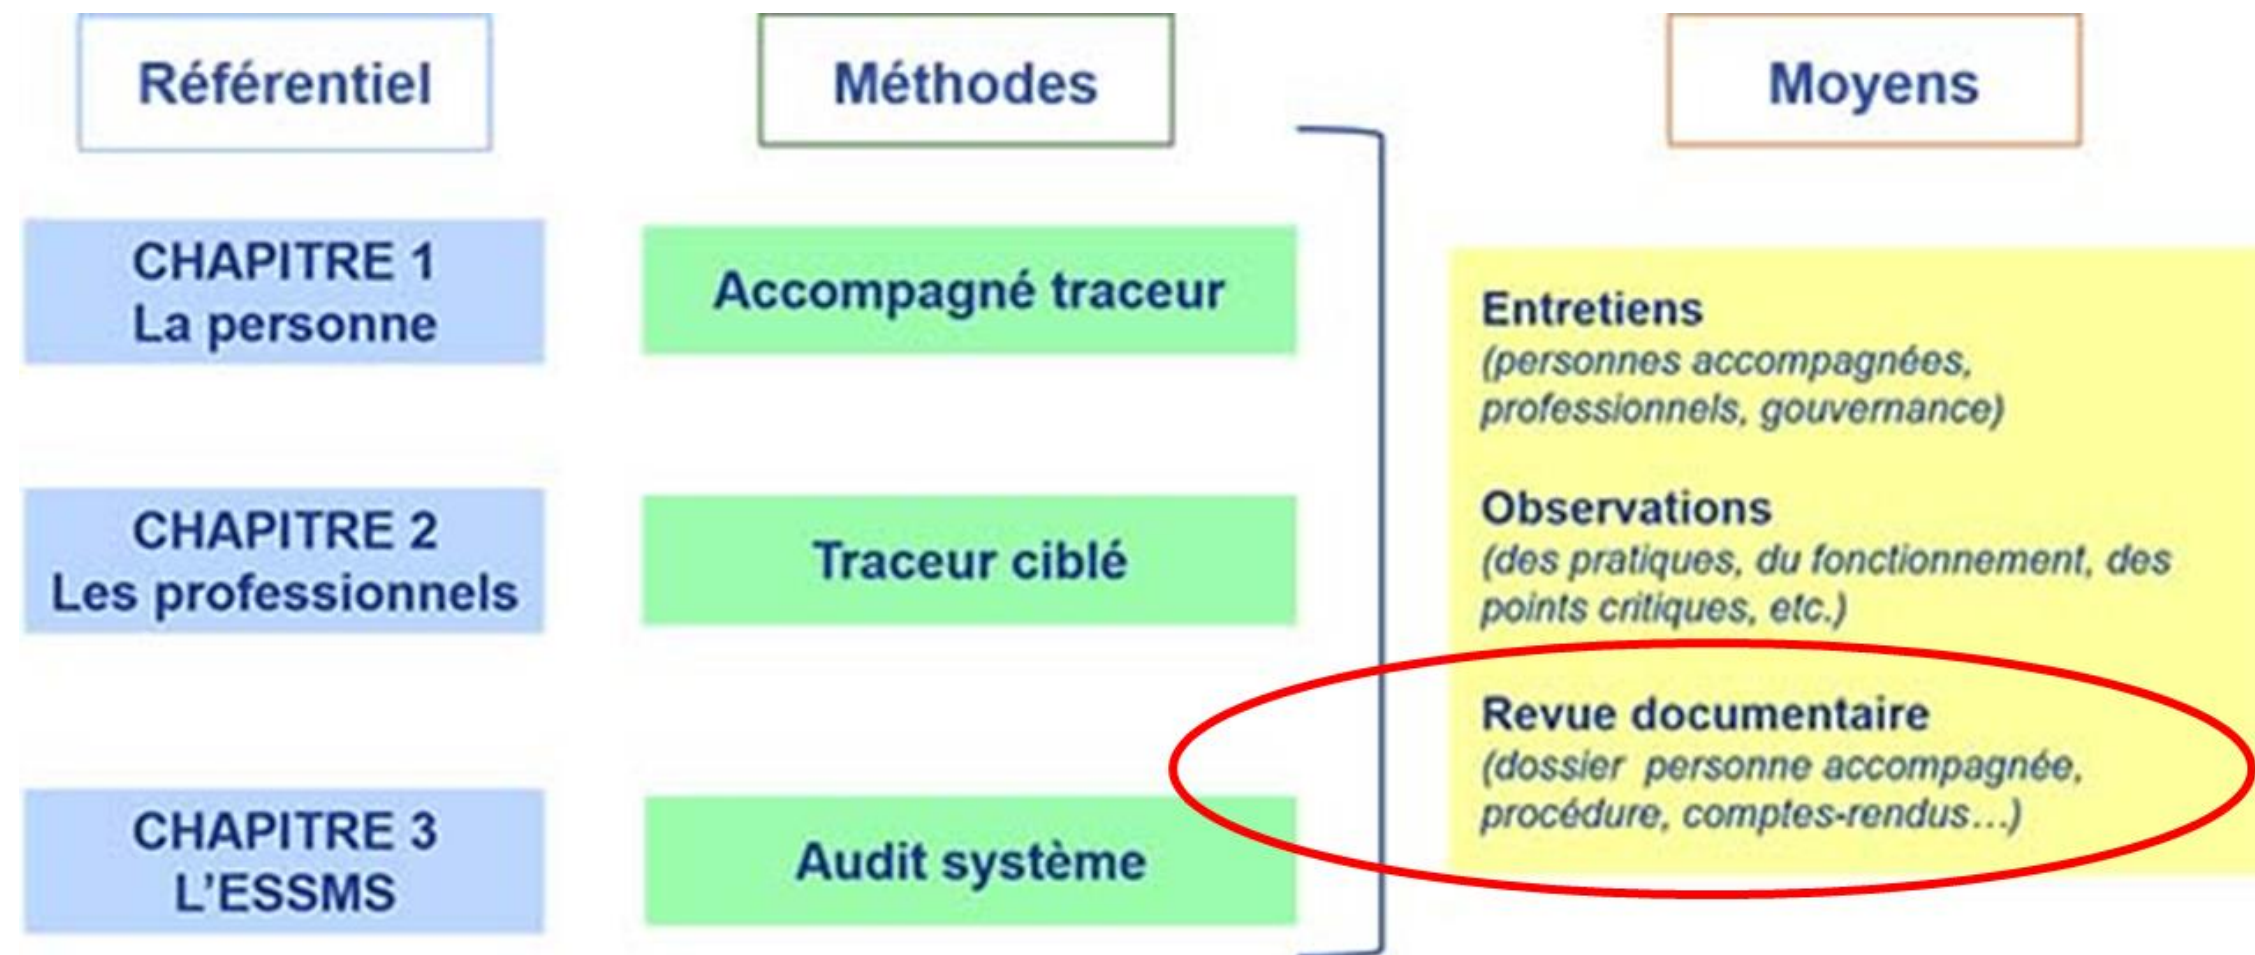 Référentiel
Méthodes
Moyens
CHAPITRE 1
La personne
Accompagné traceur
CHAPITRE 2
Les professionnels
Traceur ciblé
CHAPITRE 3
L’ESSMS
Audit système
Entretiens
(personnes accompagnées,
professionnels, gouvernance)
Observations
(des pratiques, du fonctionnement, des
points critiques, etc.)
Revue documentaire
(dossier personne accompagnée,
procédure, comptes-rendus…)